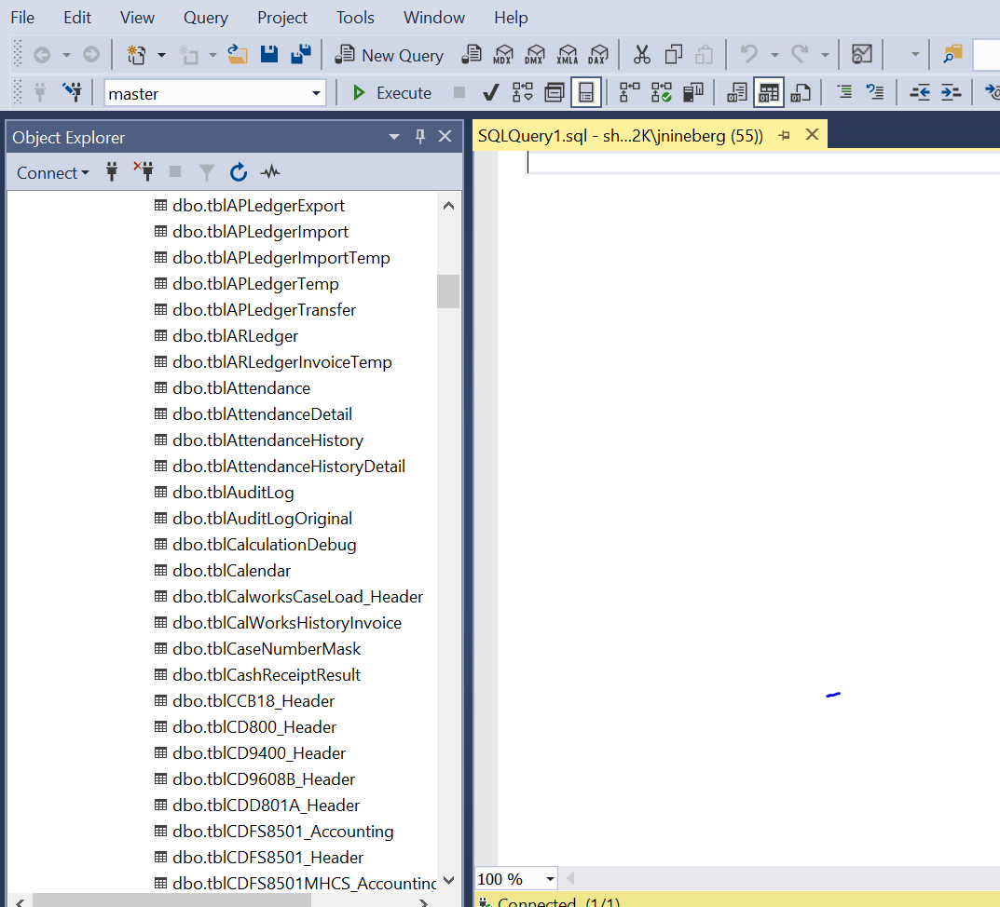 File Edit View Query Project Tools Window Help
New Query MDX DMX XMLA DAX
master Execute
Object Explorer
SQLQuery1.sql - sh...2K\jnineberg (55))
Connect
dbo.tblAPLedgerExport
dbo.tblAPLedgerImport
dbo.tblAPLedgerImportTemp
dbo.tblAPLedgerTemp
dbo.tblAPLedgerTransfer
dbo.tblARLedger
dbo.tblARLedgerInvoiceTemp
dbo.tblAttendance
dbo.tblAttendanceDetail
dbo.tblAttendanceHistory
dbo.tblAttendanceHistoryDetail
dbo.tblAuditLog
dbo.tblAuditLogOriginal
dbo.tblCalculationDebug
dbo.tblCalendar
dbo.tblCalworksCaseLoad_Header
dbo.tblCalWorksHistoryInvoice
dbo.tblCaseNumberMask
dbo.tblCashReceiptResult
dbo.tblCCB18_Header
dbo.tblCD800_Header
dbo.tblCD9400_Header
dbo.tblCD9608B_Header
dbo.tblCDD801A_Header
dbo.tblCDFS8501_Accounting
dbo.tblCDFS8501_Header
dbo.tblCDFS8501MHCS_Accounting
100 %
Connected. (1/1)